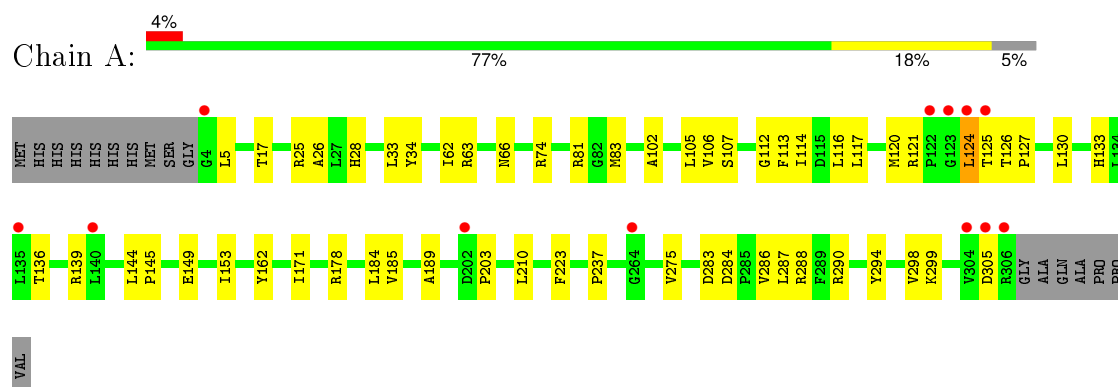 4%
Chain A:
77% 18% 5%
MET HIS HIS HIS HIS HIS HIS MET SER GLY G4 L5 T17 R25 A26 L27 H28 L33 Y34 I62 R63 N66 R74 R81 G82 M83 A102 L105 V106 S107 G112 F113 I114 D115 L116 L117 M120 R121 P122 G123 L124 T125 T126 P127 L130 H133 L134
L135 T136 R139 L140 L144 P145 E149 I153 Y162 I171 R178 L184 V185 A189 D202 P203 L210 F223 P237 G264 V275 D283 D284 P285 V286 L287 R288 F289 R290 Y294 V298 K299 V304 D305 R306 GLY ALA GLN ALA PRO PRO
VAL